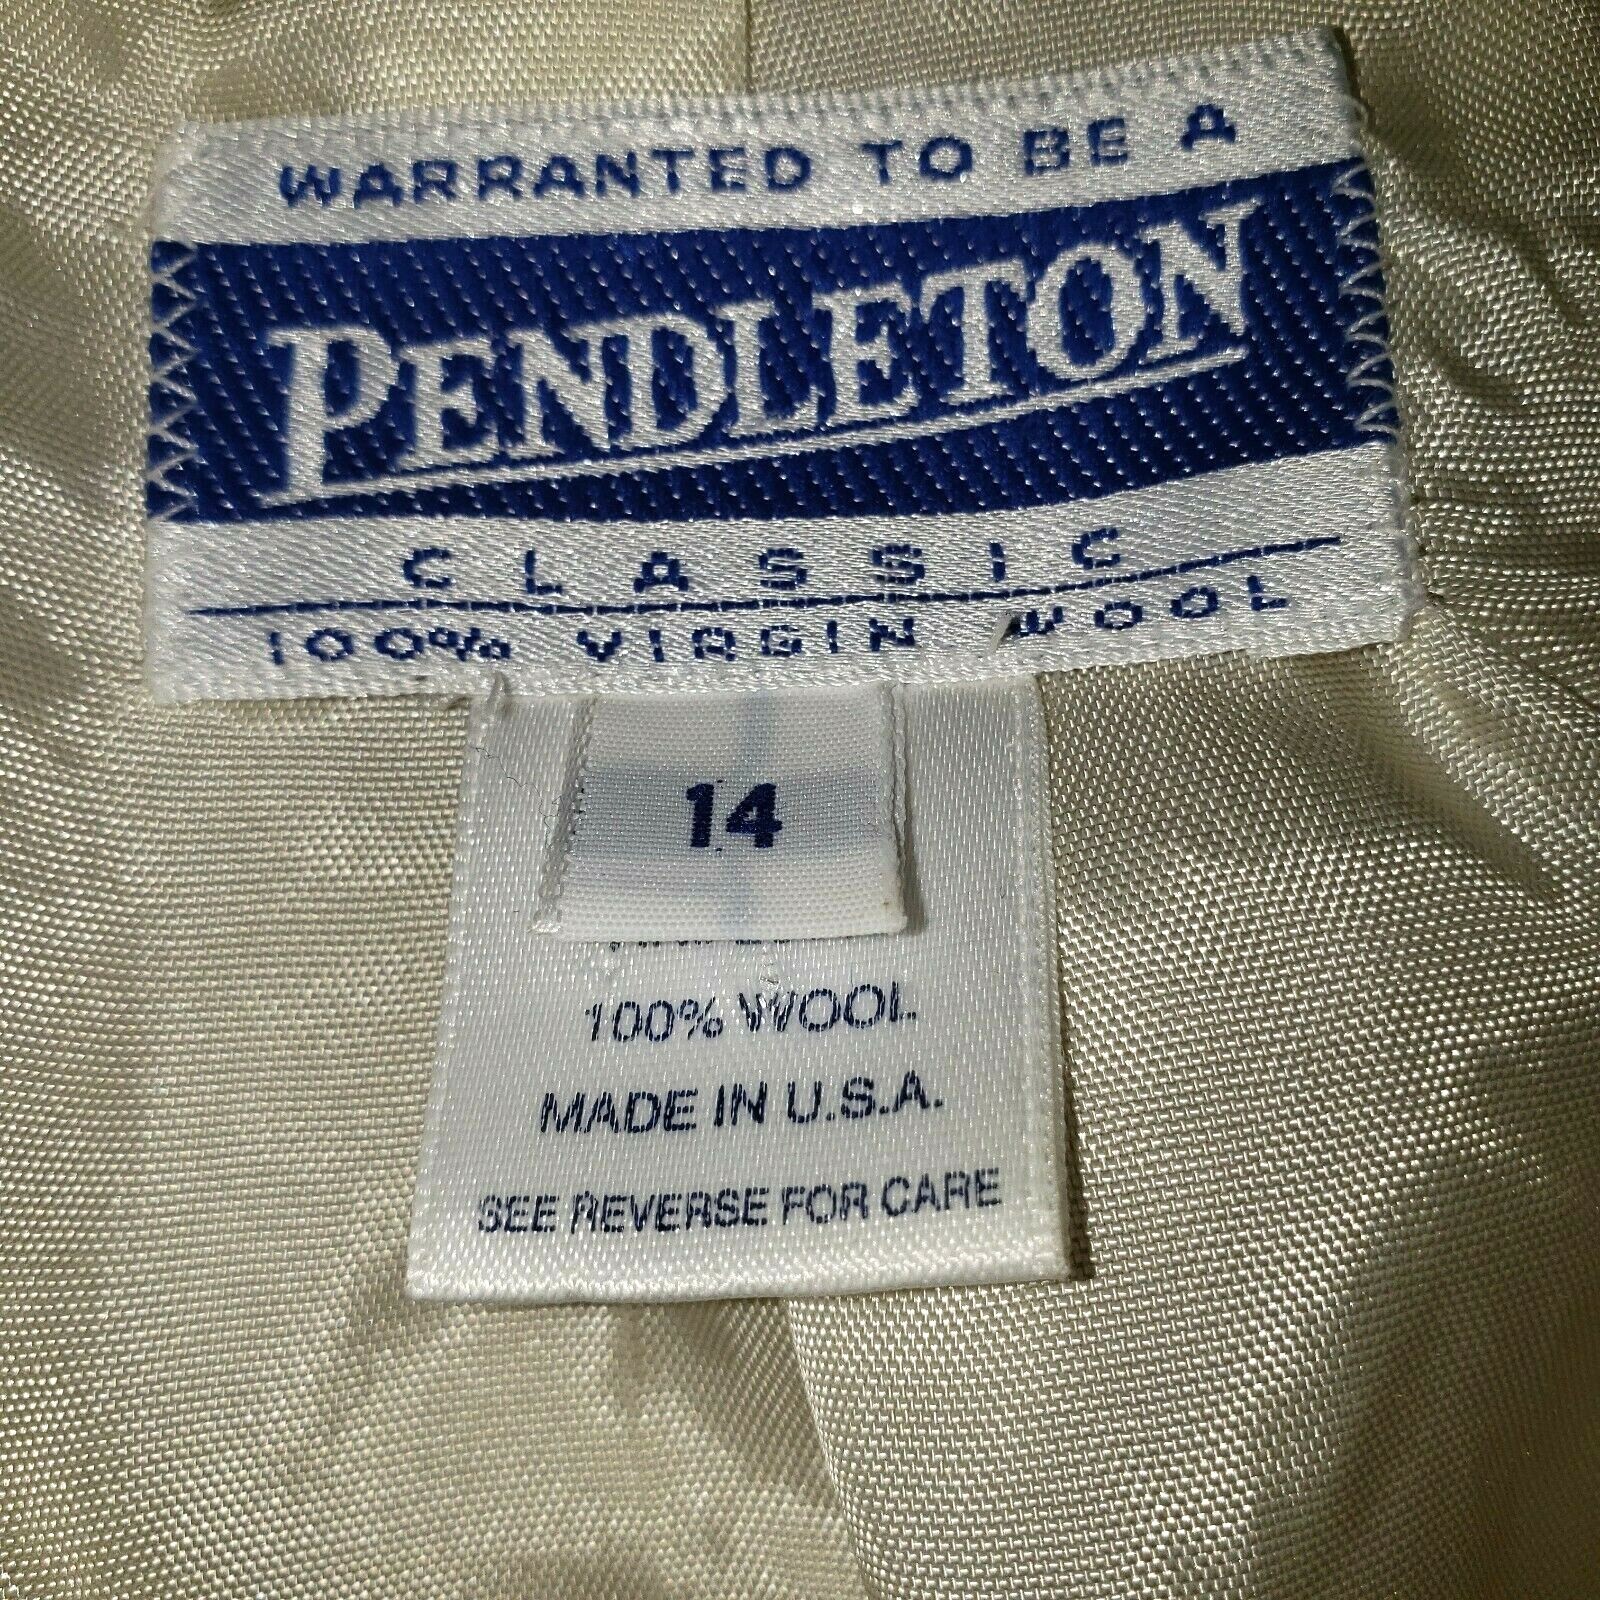 WARRANTED TO BE A
PENDLETON
CLASSIC
100% VIRGIN WOOL
14
100% WOOL
MADE IN U.S.A.
SEE REVERSE FOR CARE